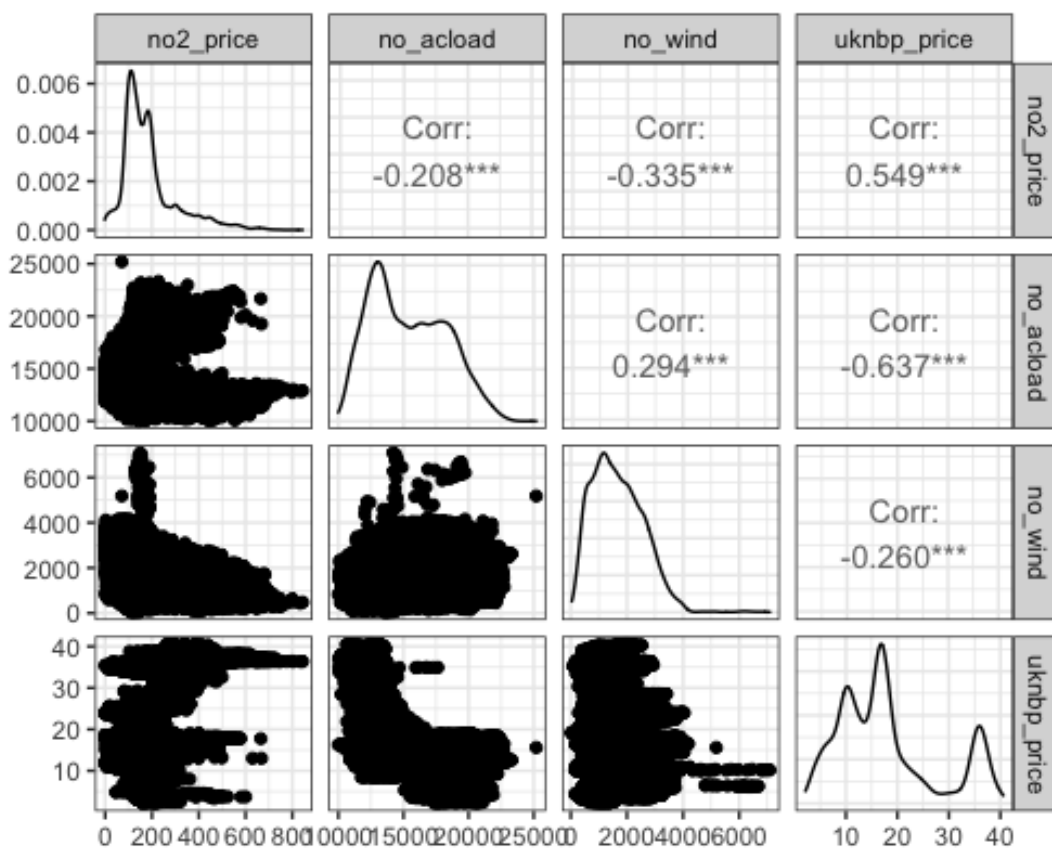 no2_price no_acload no_wind uknbp_price
0.006
0.004
0.002
0.000
Corr:
-0.208***
Corr:
-0.335***
Corr:
0.549***
no2_price
25000
20000
15000
10000
Corr:
0.294***
Corr:
-0.637***
no_acload
6000
4000
2000
0
Corr:
-0.260***
no_wind
40
30
20
10
uknbp_price
0 200 400 600 800 10000 15000 20000 25000 0 2000 4000 6000 10 20 30 40